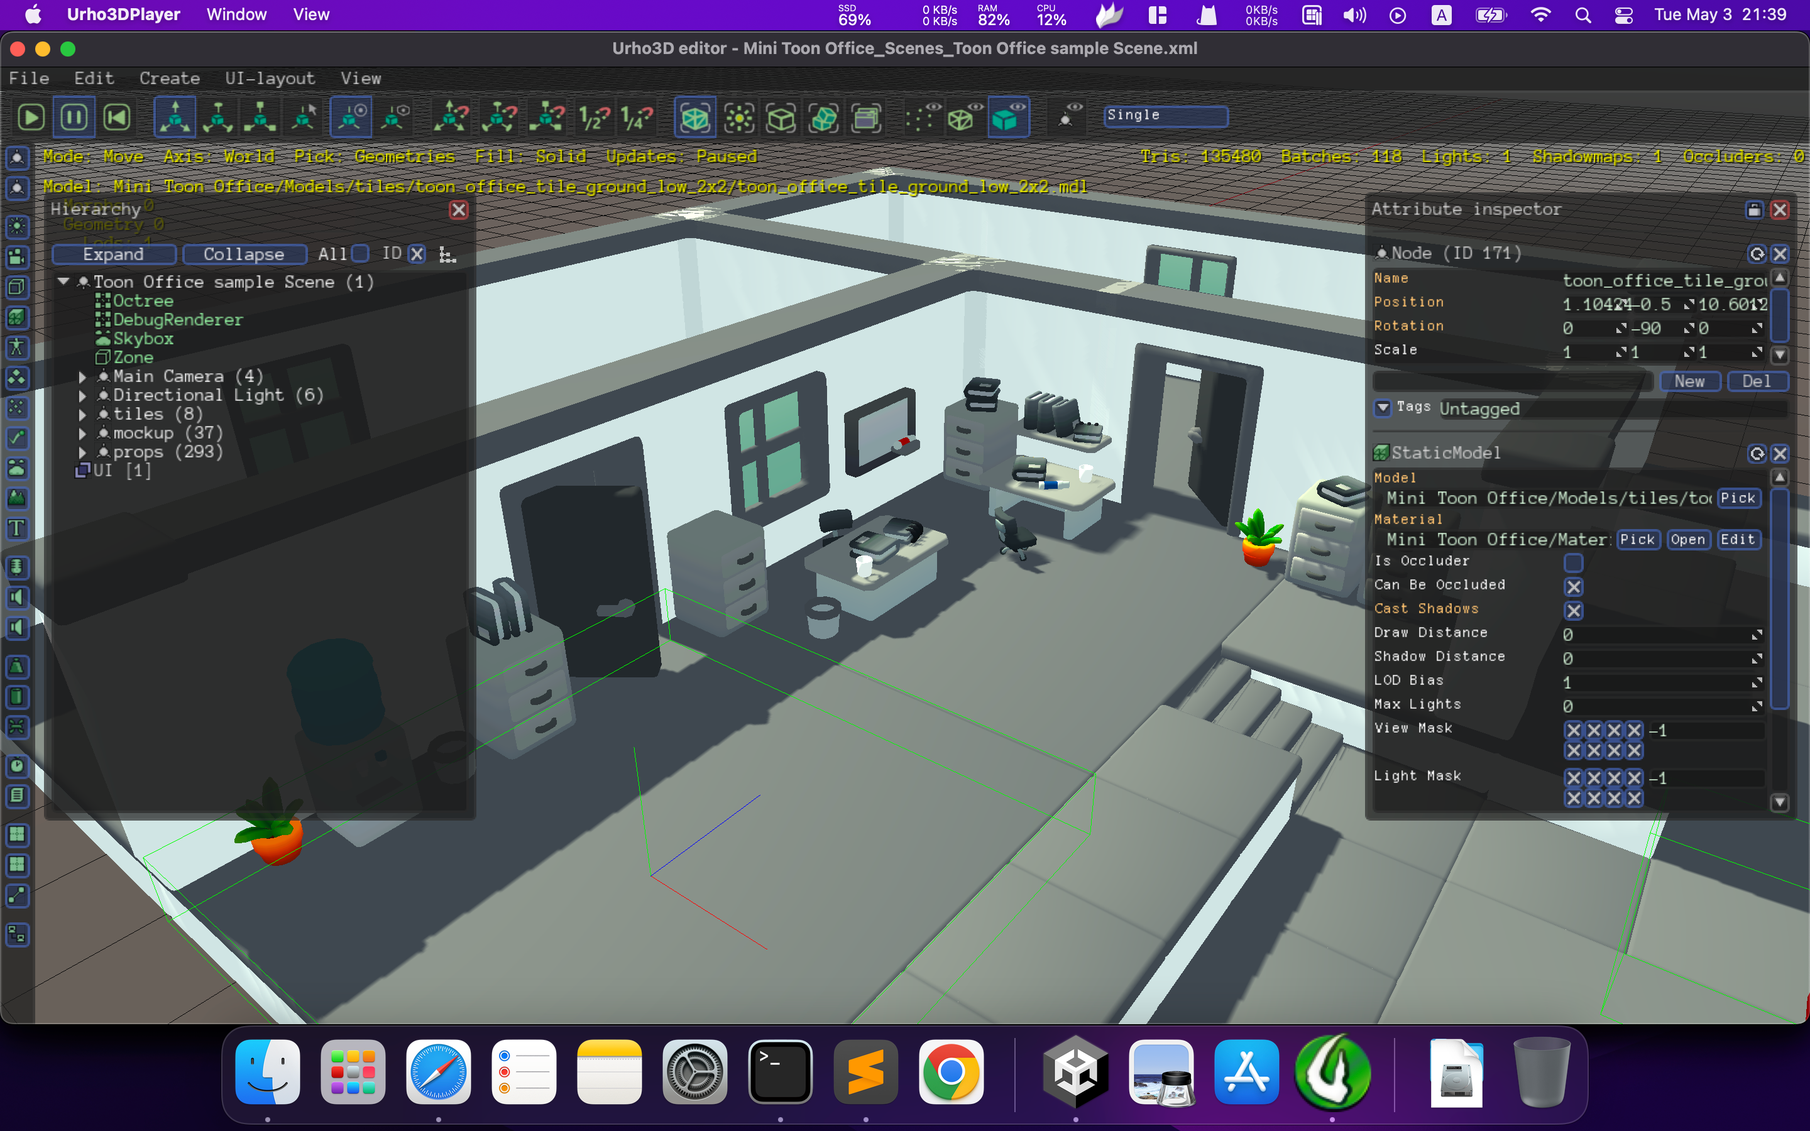 Urho3DPlayer Window View
SSD 69% 0 KB/s 0 KB/s RAM 82% CPU 12% 0KB/s 0KB/s A Tue May 3 21:39
Urho3D editor - Mini Toon Office_Scenes_Toon Office sample Scene.xml
File Edit Create UI-layout View
1/2? 1/4? Single
Mode: Move Axis: World Pick: Geometries Fill: Solid Updates: Paused
Tris: 135480 Batches: 118 Lights: 1 Shadowmaps: 1 Occluders: 0
Model: Mini Toon Office/Models/tiles/toon_office_tile_ground_low_2x2/toon_office_tile_ground_low_2x2.mdl
Hierarchy
Geometry 0
Expand Collapse All ID
Toon Office sample Scene (1)
Octree
DebugRenderer
Skybox
Zone
Main Camera (4)
Directional Light (6)
tiles (8)
mockup (37)
props (293)
UI [1]
Attribute inspector
Node (ID 171)
Name toon_office_tile_grou
Position 1.10424 -0.5 10.6012
Rotation 0 -90 0
Scale 1 1 1
New Del
Tags Untagged
StaticModel
Model
Mini Toon Office/Models/tiles/too Pick
Material
Mini Toon Office/Mater: Pick Open Edit
Is Occluder
Can Be Occluded
Cast Shadows
Draw Distance 0
Shadow Distance 0
LOD Bias 1
Max Lights 0
View Mask -1
Light Mask -1